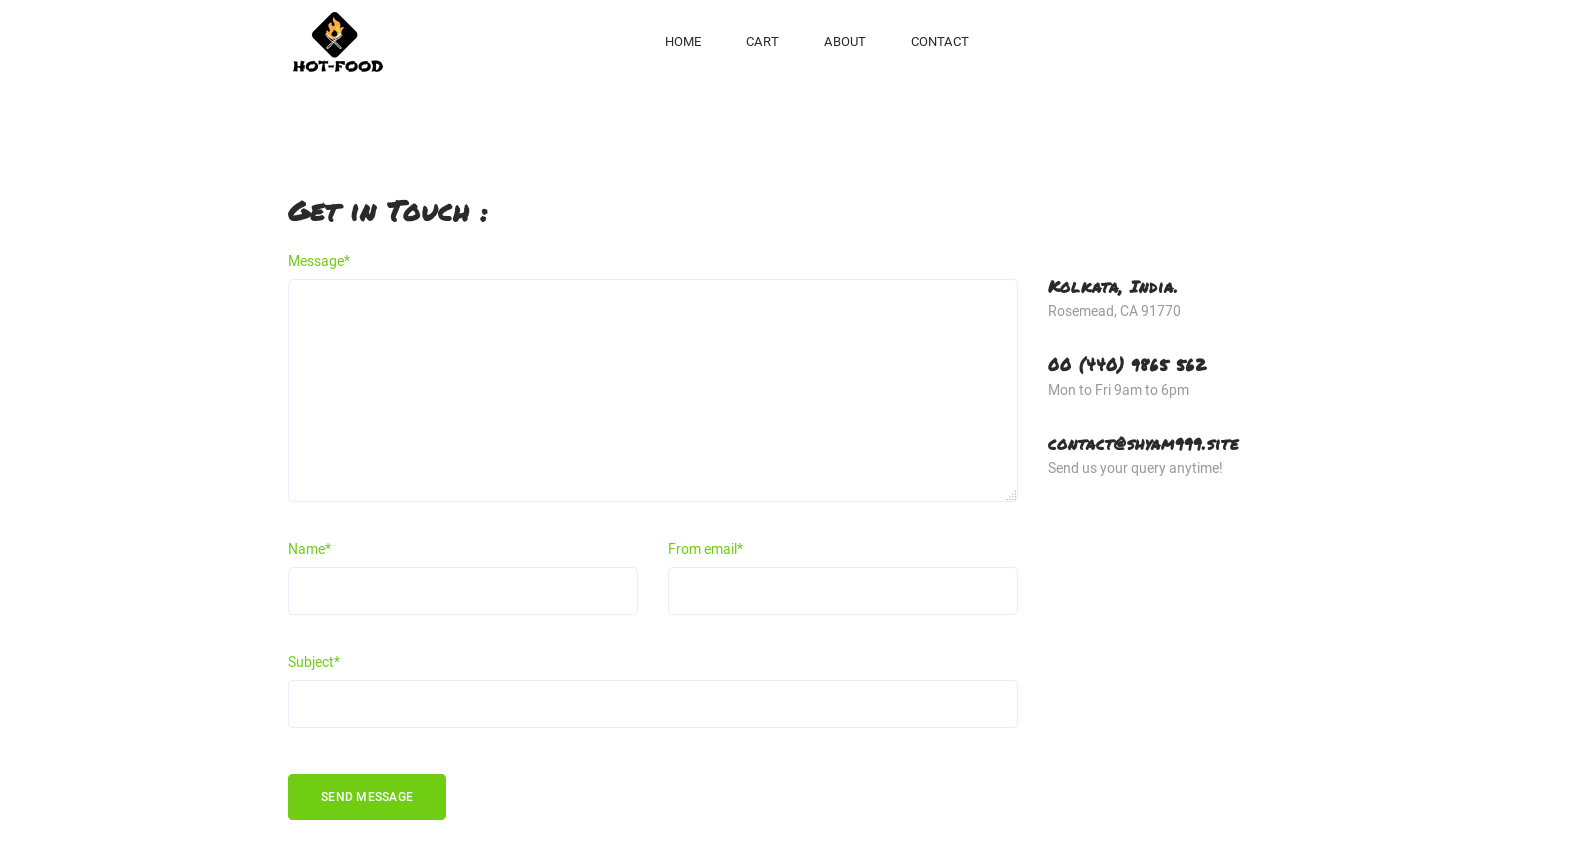 HOT-FOOD
HOME CART ABOUT CONTACT
Get in Touch :
Message*
Kolkata, India.
Rosemead, CA 91770
00 (440) 9865 562
Mon to Fri 9am to 6pm
contact@shyam999.site
Send us your query anytime!
Name*
From email*
Subject*
SEND MESSAGE